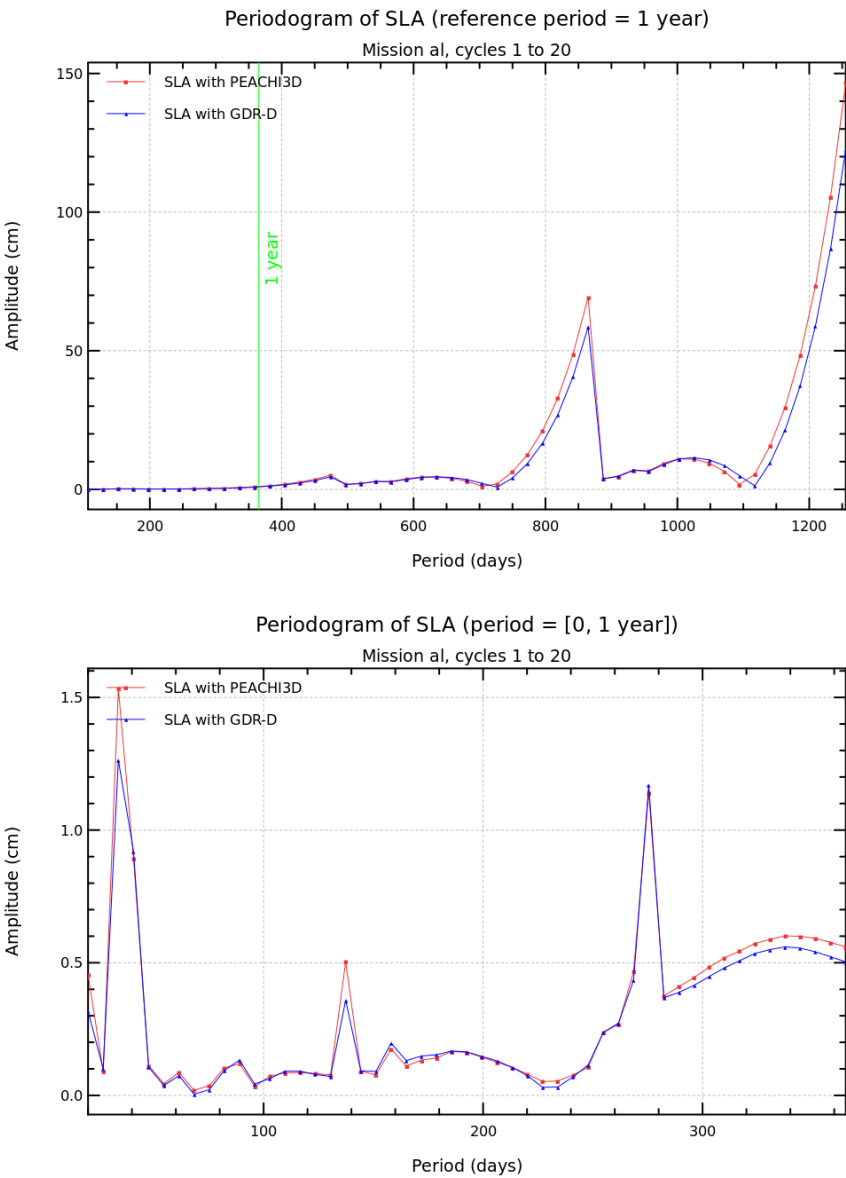 Periodogram of SLA (reference period = 1 year)
Mission al, cycles 1 to 20
150
100
50
0
Amplitude (cm)
SLA with PEACHI3D
SLA with GDR-D
1 year
200 400 600 800 1000 1200
Period (days)
Periodogram of SLA (period = [0, 1 year])
Mission al, cycles 1 to 20
1.5
1.0
0.5
0.0
Amplitude (cm)
SLA with PEACHI3D
SLA with GDR-D
100 200 300
Period (days)